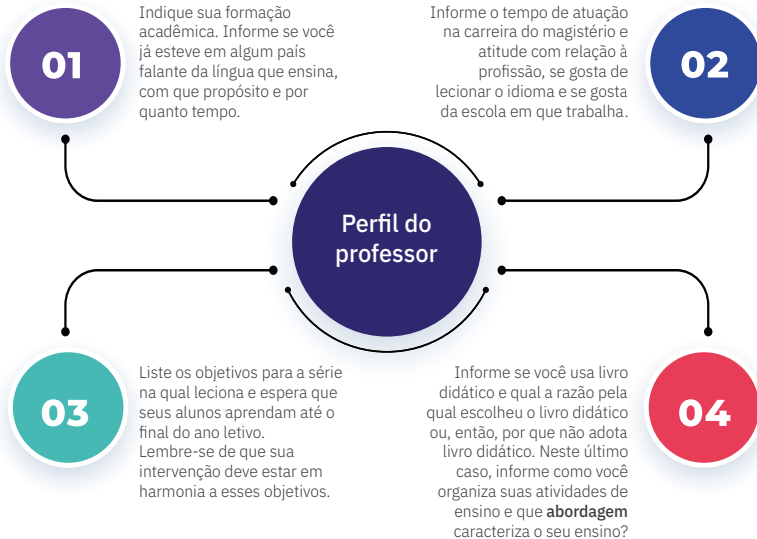 01
Indique sua formação
acadêmica. Informe se você
já esteve em algum país
falante da língua que ensina,
com que propósito e por
quanto tempo.
Informe o tempo de atuação
na carreira do magistério e
atitude com relação à
profissão, se gosta de
lecionar o idioma e se gosta
da escola em que trabalha.
02
Perfil do
professor
03
Liste os objetivos para a série
na qual leciona e espera que
seus alunos aprendam até o
final do ano letivo.
Lembre-se de que sua
intervenção deve estar em
harmonia a esses objetivos.
Informe se você usa livro
didático e qual a razão pela
qual escolheu o livro didático
ou, então, por que não adota
livro didático. Neste último
caso, informe como você
organiza suas atividades de
ensino e que abordagem
caracteriza o seu ensino?
04